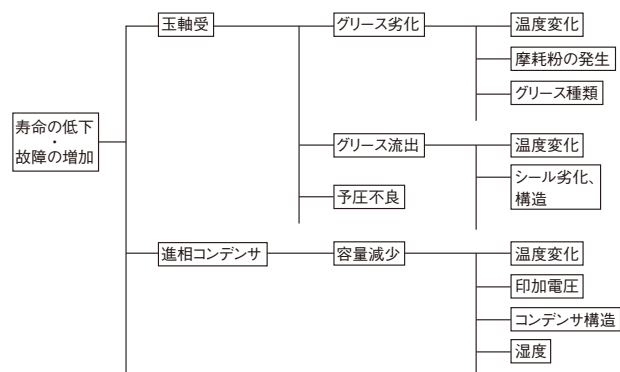 寿命の低下
・
故障の増加
玉軸受
グリース劣化
温度変化
摩耗粉の発生
グリース種類
グリース流出
温度変化
シール劣化、
構造
予圧不良
進相コンデンサ
容量減少
温度変化
印加電圧
コンデンサ構造
湿度